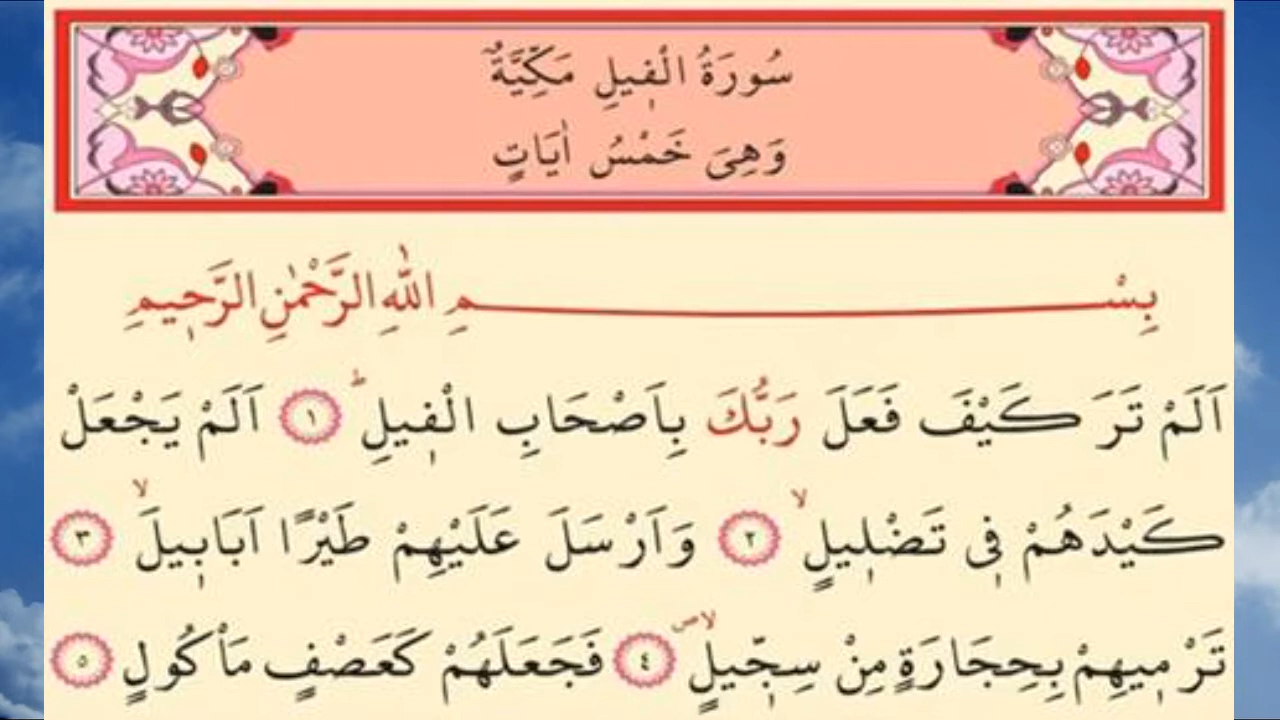 سُورَةُ الْفٖيلِ مَكِّيَّةٌ
وَهِىَ خَمْسُ اٰيَاتٍ
بِسْمِ اللّٰهِ الرَّحْمٰنِ الرَّحٖيمِ
اَلَمْ تَرَ كَيْفَ فَعَلَ رَبُّكَ بِاَصْحَابِ الْفٖيلِؕ ﴿١﴾ اَلَمْ يَجْعَلْ
كَيْدَهُمْ فٖى تَضْلٖيلٍۙ ﴿٢﴾ وَاَرْسَلَ عَلَيْهِمْ طَيْرًا اَبَابٖيلَۙ ﴿٣﴾
تَرْمٖيهِمْ بِحِجَارَةٍ مِنْ سِجّٖيلٍۙࣕ ﴿٤﴾ فَجَعَلَهُمْ كَعَصْفٍ مَاْكُولٍ ﴿٥﴾